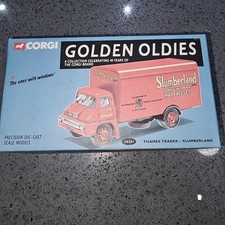 CORGI
GOLDEN OLDIES
A COLLECTION CELEBRATING 40 YEARS OF
THE CORGI BRAND
"The ones with windows"
Slumberland
MATTRESSES
PRECISION DIE-CAST
SCALE MODELS
THAMES TRADER - SLUMBERLAND